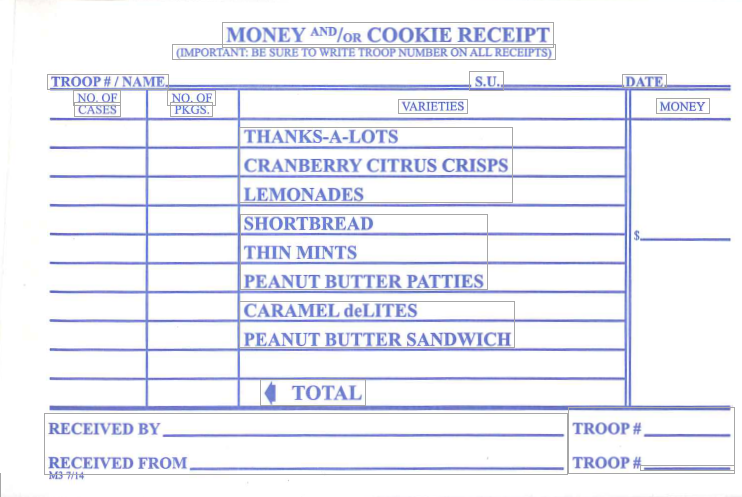 MONEY AND/OR COOKIE RECEIPT
(IMPORTANT: BE SURE TO WRITE TROOP NUMBER ON ALL RECEIPTS)
TROOP # / NAME S.U. DATE
NO. OF CASES NO. OF PKGS. VARIETIES MONEY
THANKS-A-LOTS
CRANBERRY CITRUS CRISPS
LEMONADES
SHORTBREAD
$
THIN MINTS
PEANUT BUTTER PATTIES
CARAMEL deLITES
PEANUT BUTTER SANDWICH
TOTAL
RECEIVED BY TROOP #
RECEIVED FROM TROOP #
M3 7/14